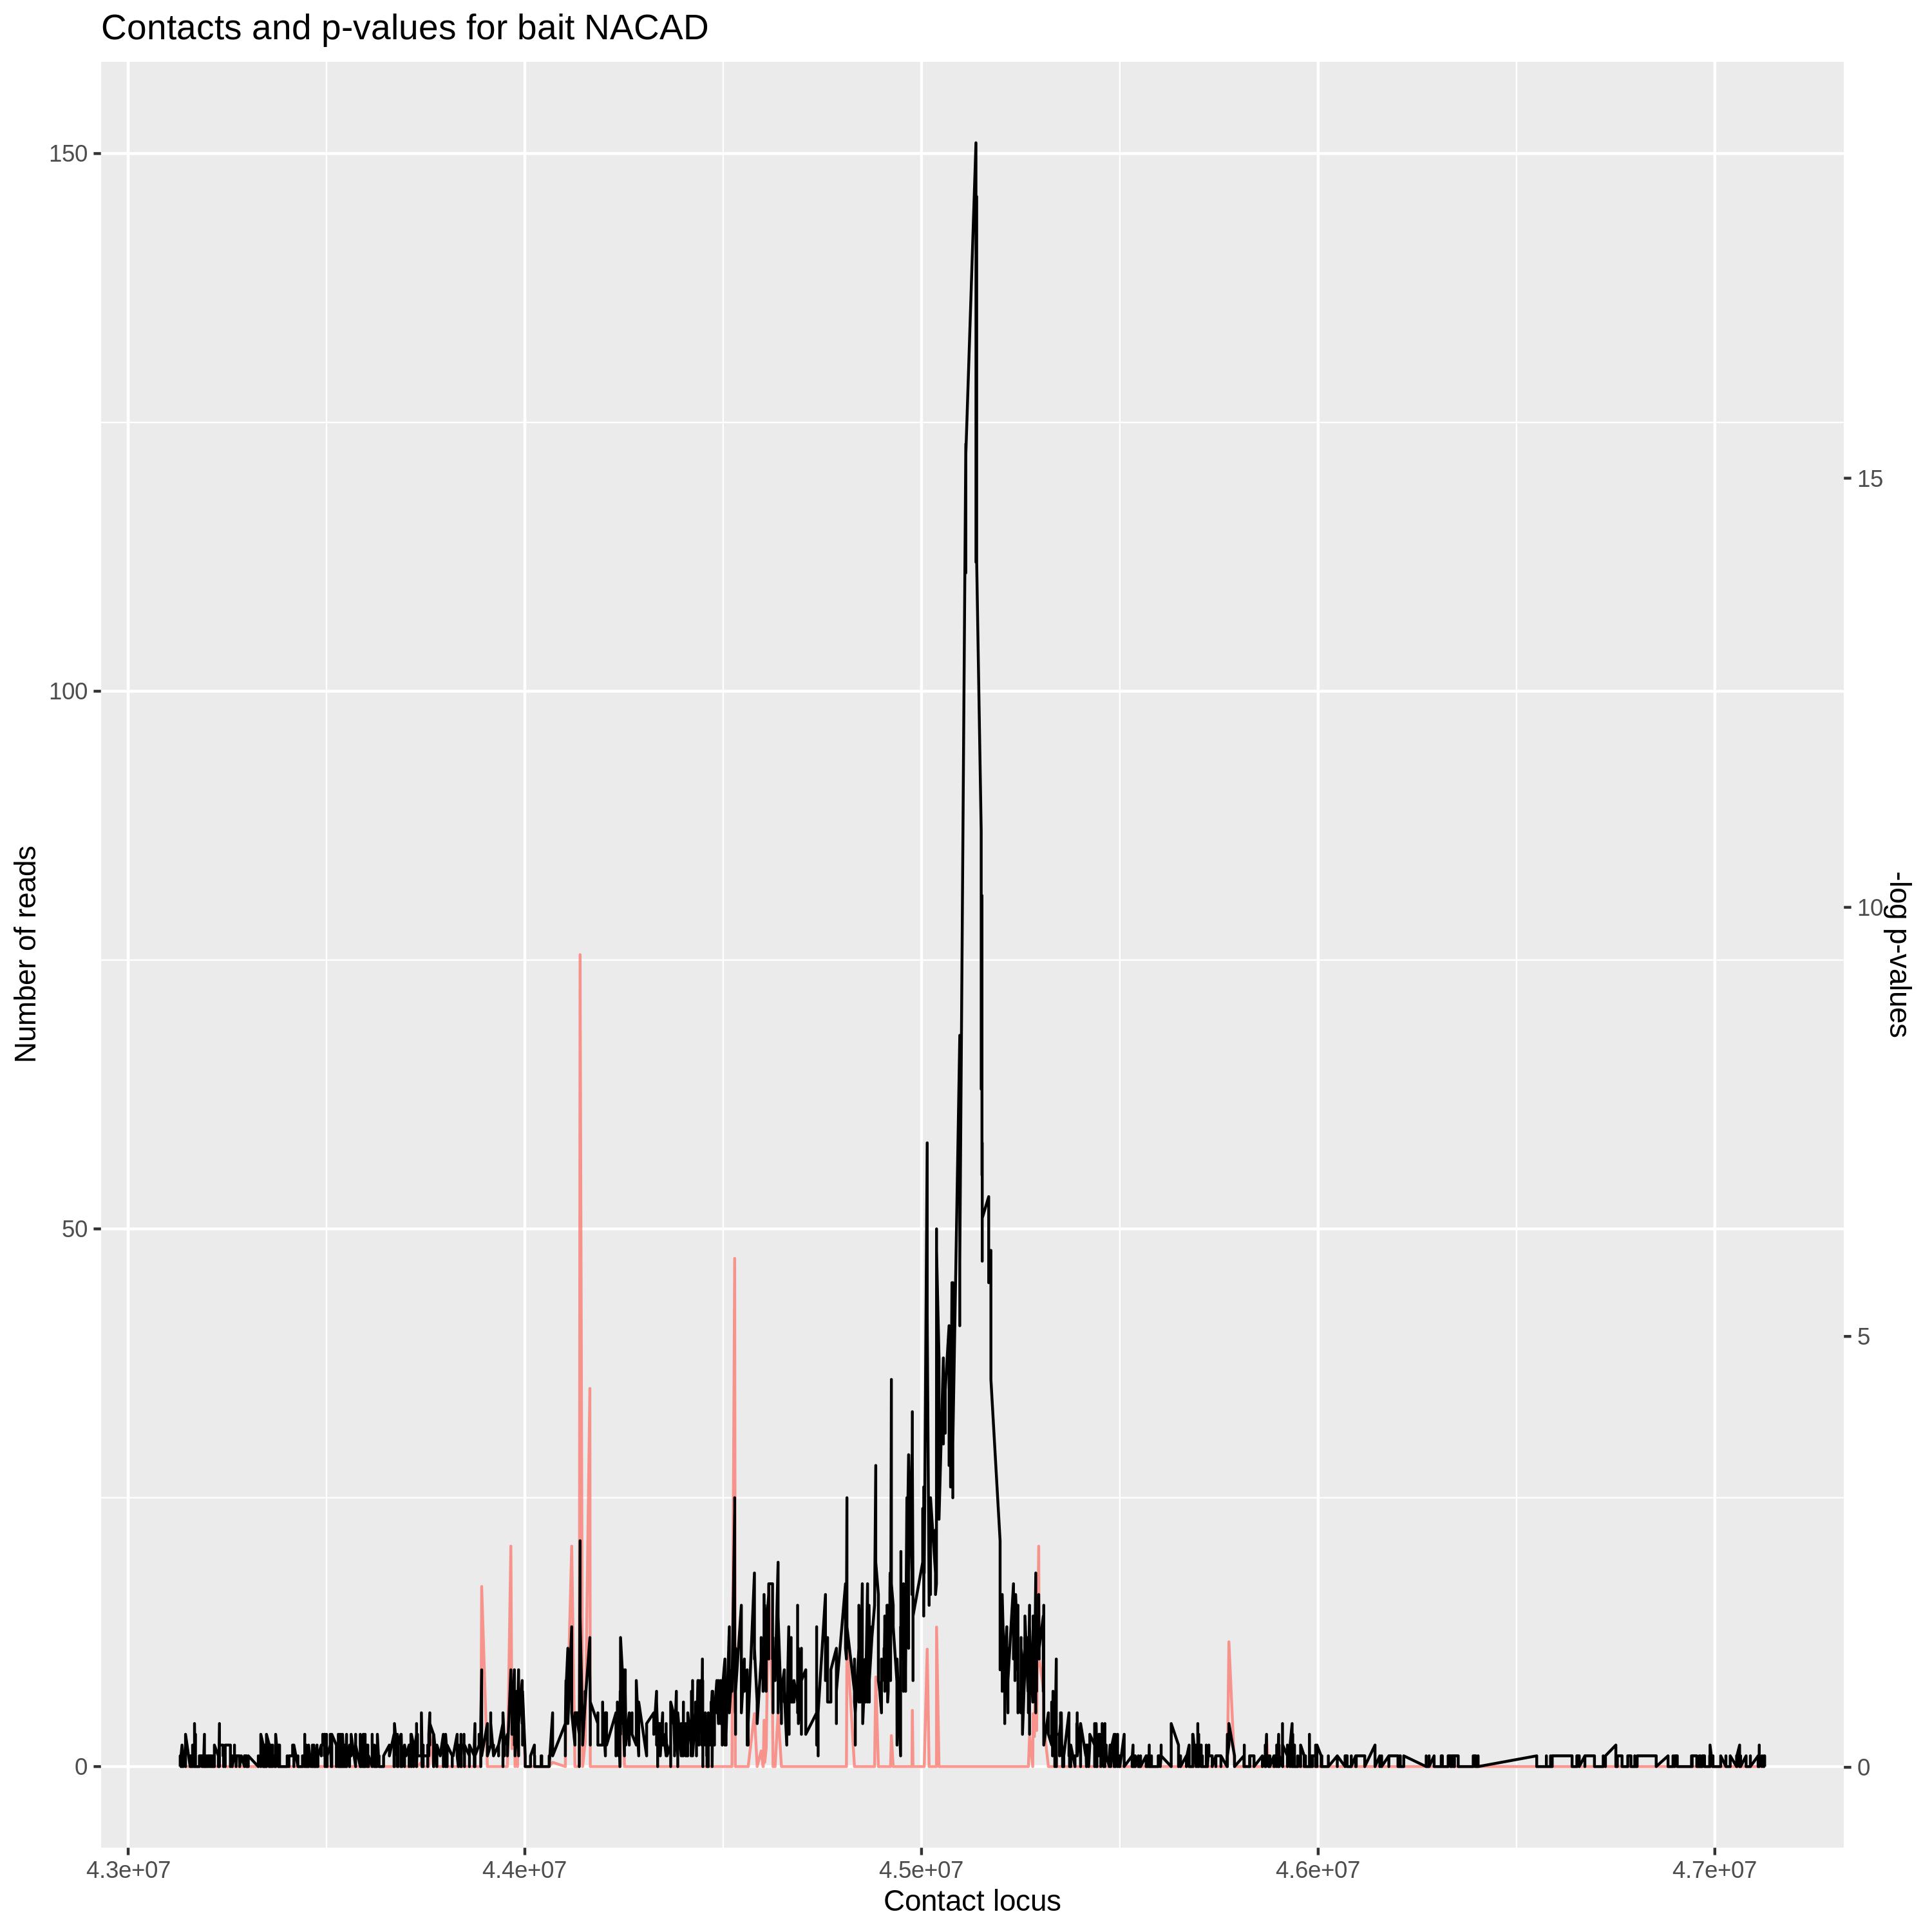 Contacts and p-values for bait NACAD
150
100
50
0
Number of reads
15
10
5
0
-log p-values
4.3e+07
4.4e+07
4.5e+07
4.6e+07
4.7e+07
Contact locus